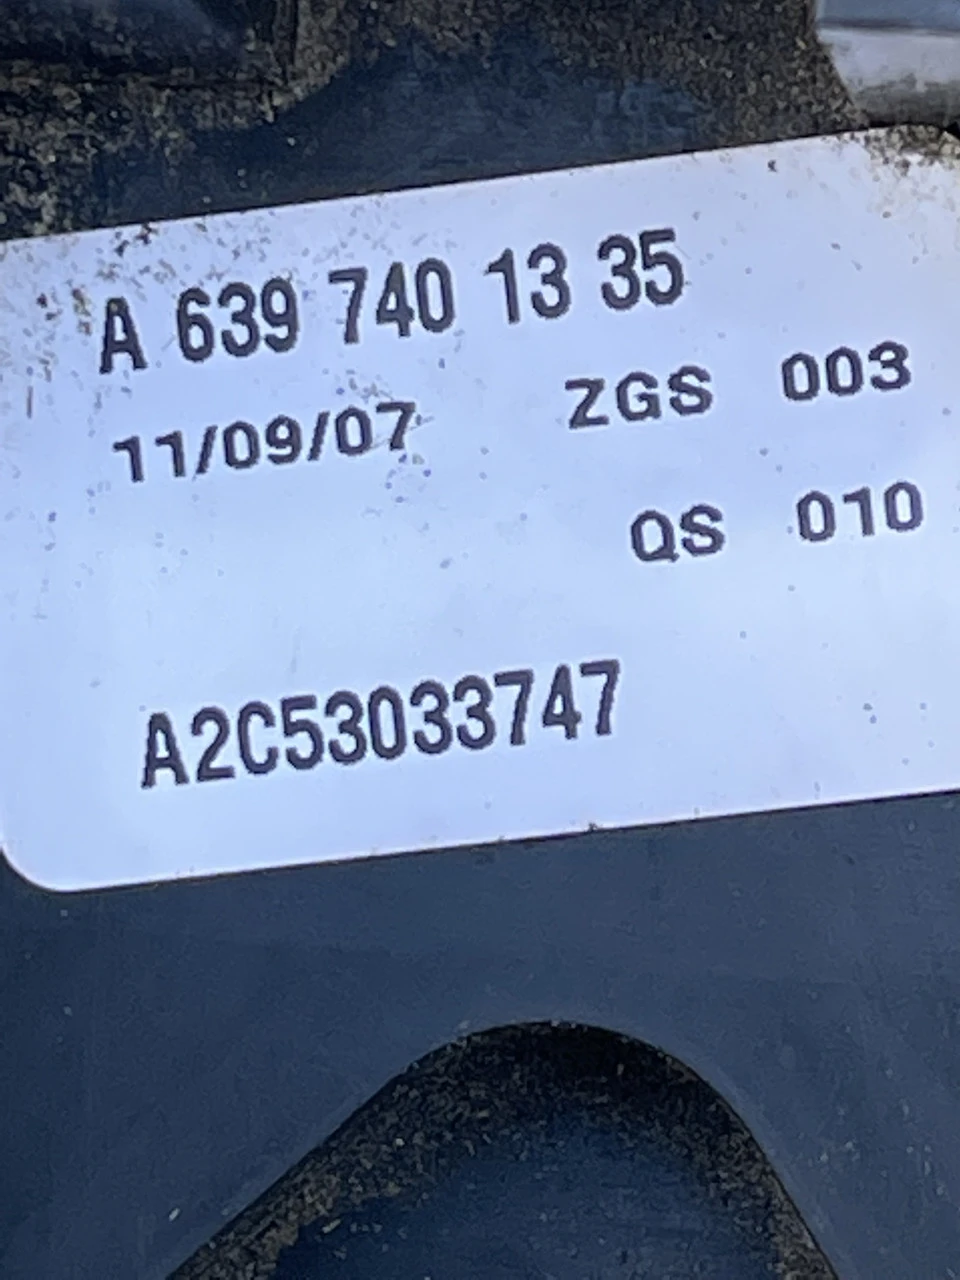 A 639 740 13 35
11/09/07 ZGS 003
QS 010
A2C53033747